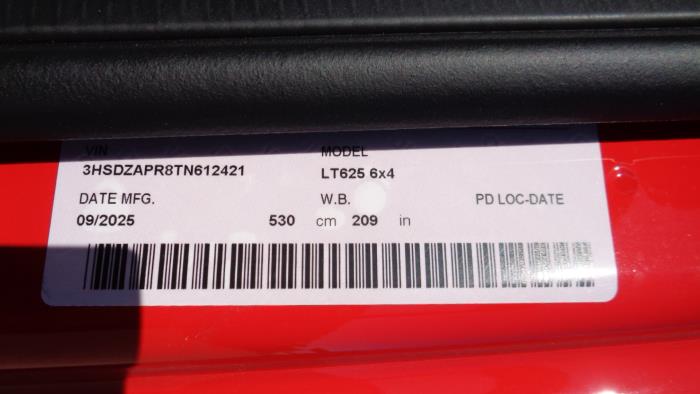 VIN MODEL
3HSDZAPR8TN612421 LT625 6x4
DATE MFG. W.B. PD LOC-DATE
09/2025 530 cm 209 in